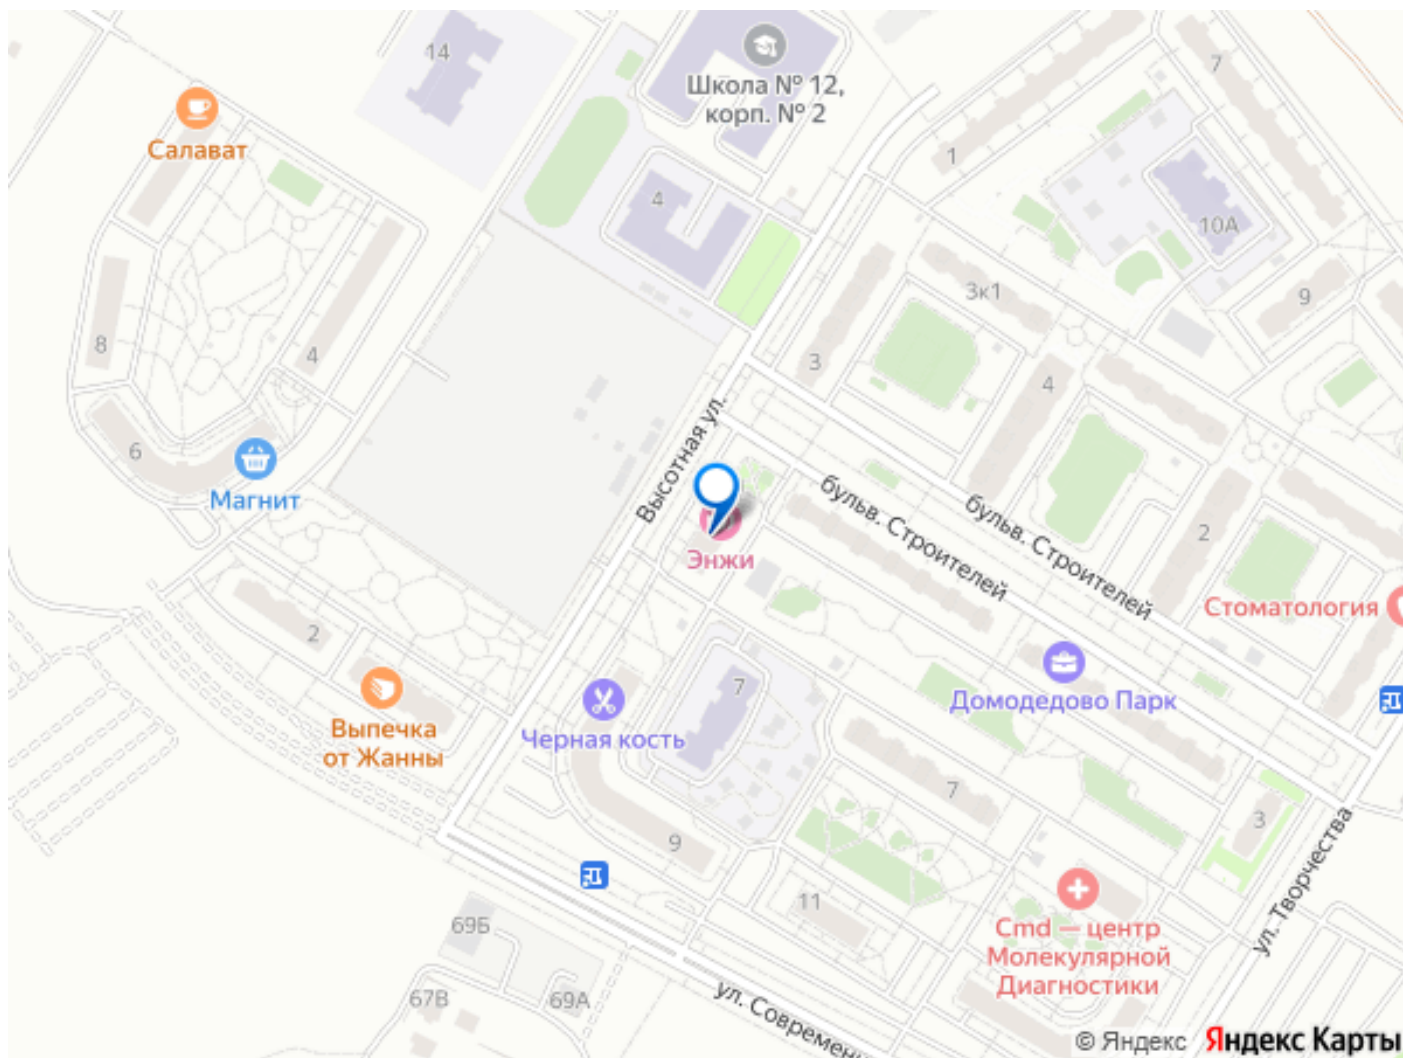 14
7
Школа № 12,
корп. № 2
Салават
1
4
10А
3к1
9
8
4
3
4
6
Магнит
Высотная ул.
бульв. Строителей
бульв. Строителей
2
Энжи
Стоматология
2
7
Домодедово Парк
Выпечка
от Жанны
Черная кость
7
3
9
ул. Творчества
11
69Б
Cmd — центр
Молекулярной
Диагностики
67В
69А
ул. Современн
© Яндекс Яндекс Карты